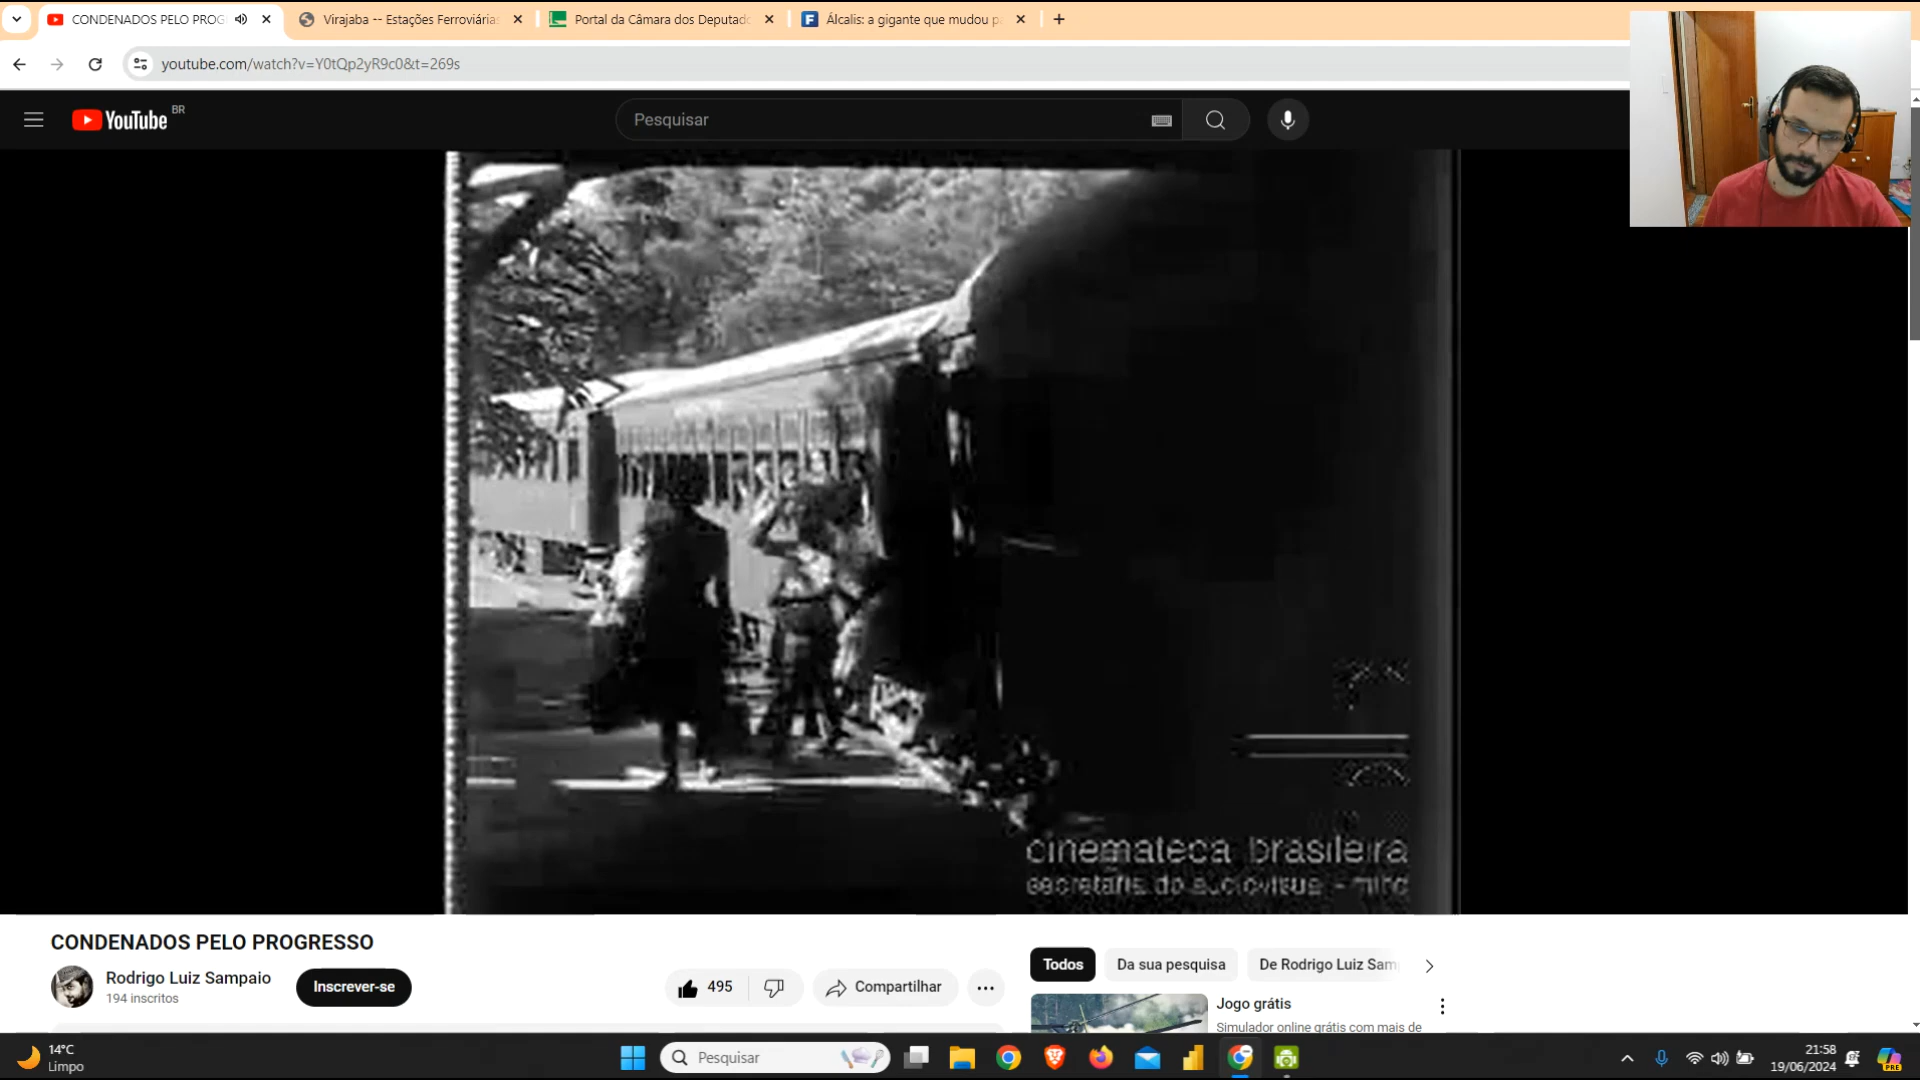 CONDENADOS PELO PROG
Virajaba -- Estações Ferroviárias
Portal da Câmara dos Deputado
Álcalis: a gigante que mudou p
youtube.com/watch?v=Y0tQp2yR9c0&t=269s
YouTube
BR
Pesquisar
cinemateca brasileira
CONDENADOS PELO PROGRESSO
Rodrigo Luiz Sampaio
194 inscritos
Inscrever-se
495
Compartilhar
Todos
Da sua pesquisa
De Rodrigo Luiz Sam
Jogo grátis
Simulador online grátis com mais de
14°C
Limpo
Pesquisar
21:58
19/06/2024
PRE